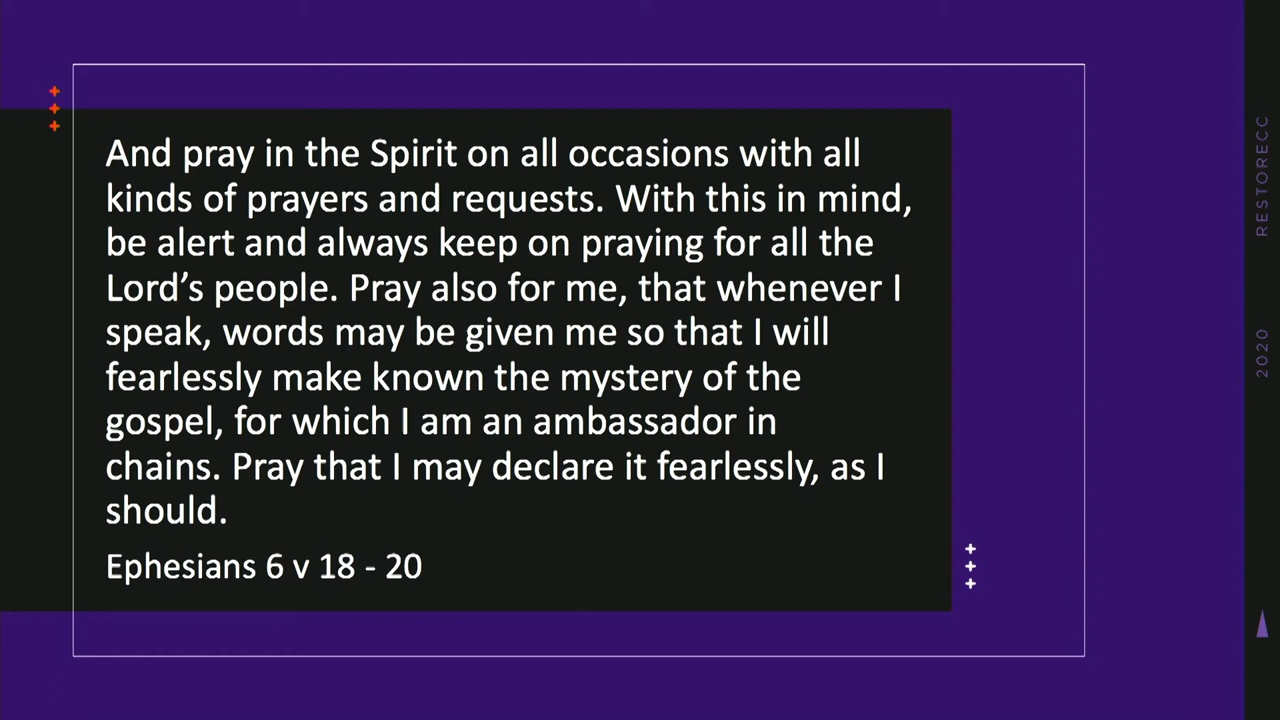 And pray in the Spirit on all occasions with all
kinds of prayers and requests. With this in mind,
be alert and always keep on praying for all the
Lord’s people. Pray also for me, that whenever I
speak, words may be given me so that I will
fearlessly make known the mystery of the
gospel, for which I am an ambassador in
chains. Pray that I may declare it fearlessly, as I
should.
Ephesians 6 v 18 - 20
RESTORECC
2020